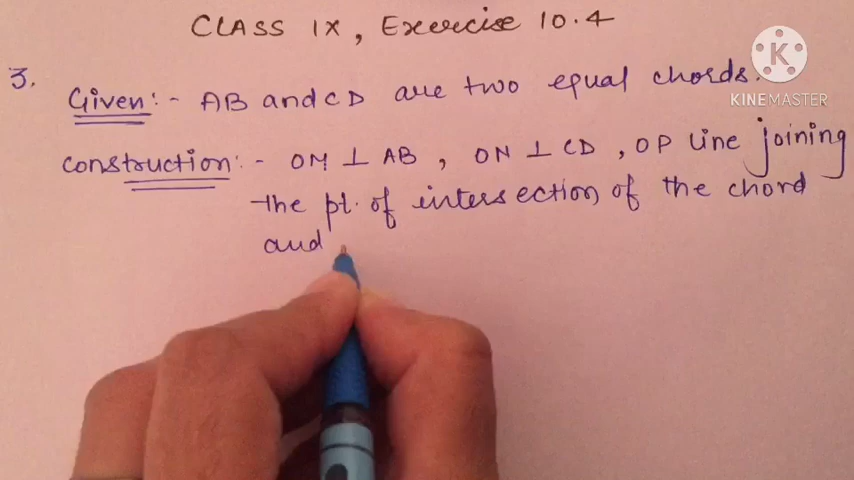 CLASS IX, Exercise 10.4
3. Given:- AB and CD are two equal chords.
K
KINEMASTER
construction:- OM ⊥ AB, ON ⊥ CD, OP line joining
the pt. of intersection of the chord
and